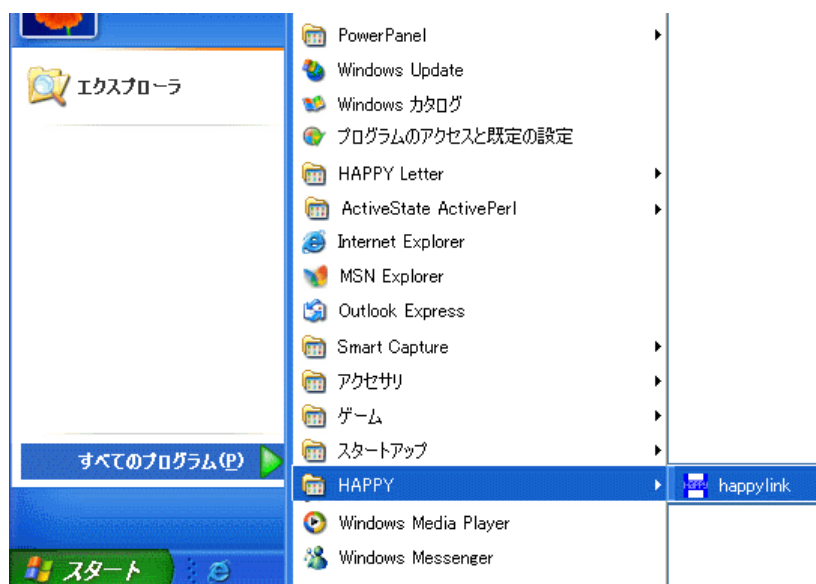 エクスプローラ
すべてのプログラム(P)
スタート
PowerPanel
Windows Update
Windows カタログ
プログラムのアクセスと既定の設定
HAPPY Letter
ActiveState ActivePerl
Internet Explorer
MSN Explorer
Outlook Express
Smart Capture
アクセサリ
ゲーム
スタートアップ
HAPPY
Windows Media Player
Windows Messenger
HAPPY happylink